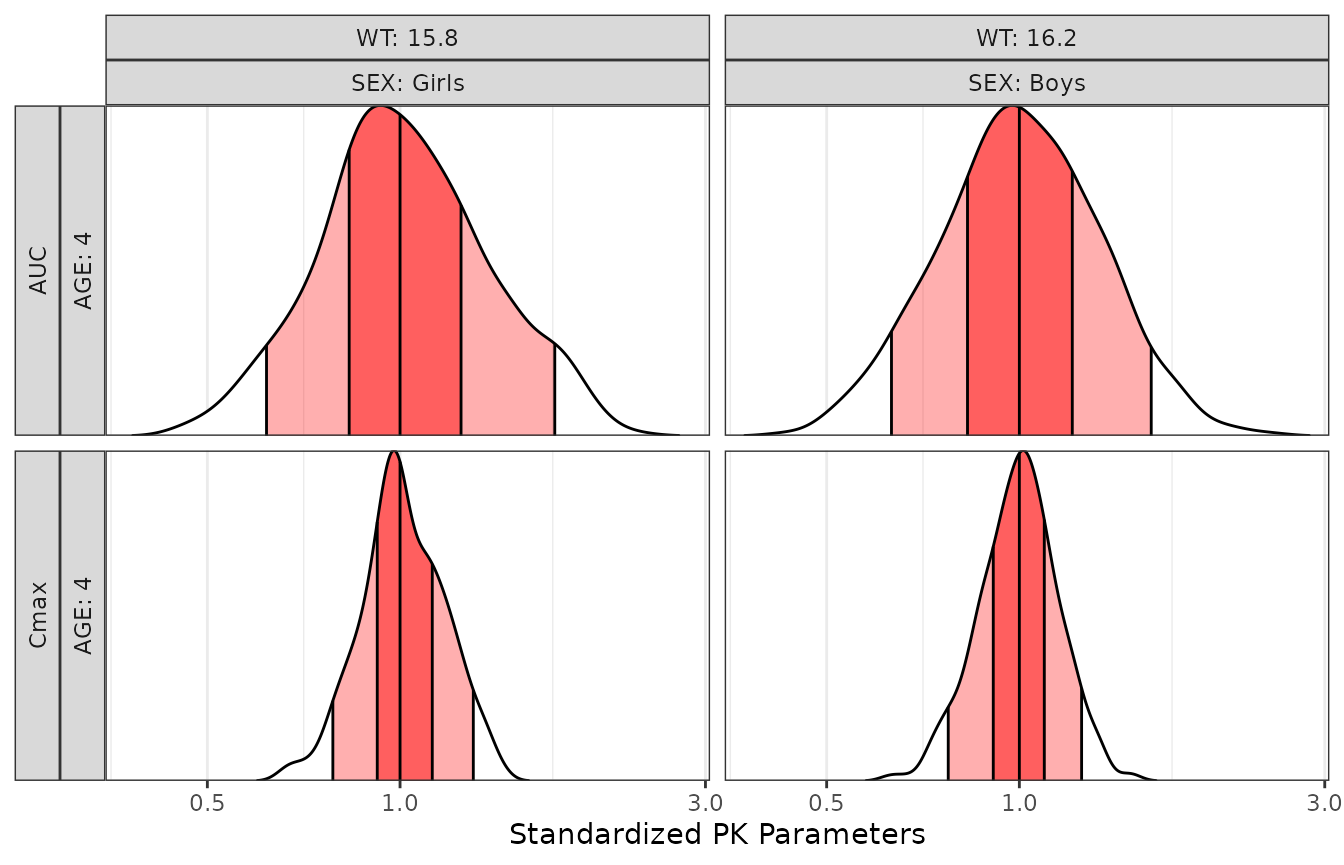 WT: 15.8
WT: 16.2
SEX: Girls
SEX: Boys
AUC
AGE: 4
Cmax
AGE: 4
0.5 1.0 3.0 0.5 1.0 3.0
Standardized PK Parameters